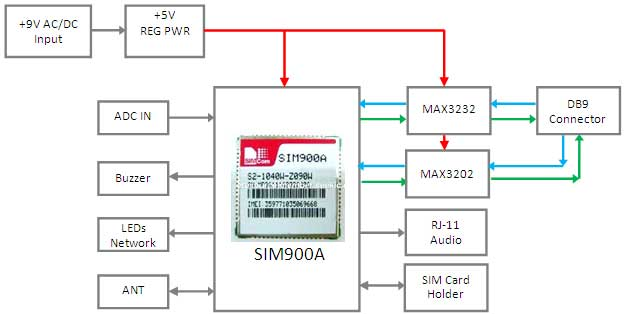 +9V AC/DC
Input
+5V
REG PWR
ADC IN
MAX3232
DB9
Connector
Buzzer
SIMCom
SIM900A
S2-1040W-Z090W
MAX3202
LEDs
Network
SIM900A
RJ-11
Audio
ANT
SIM Card
Holder